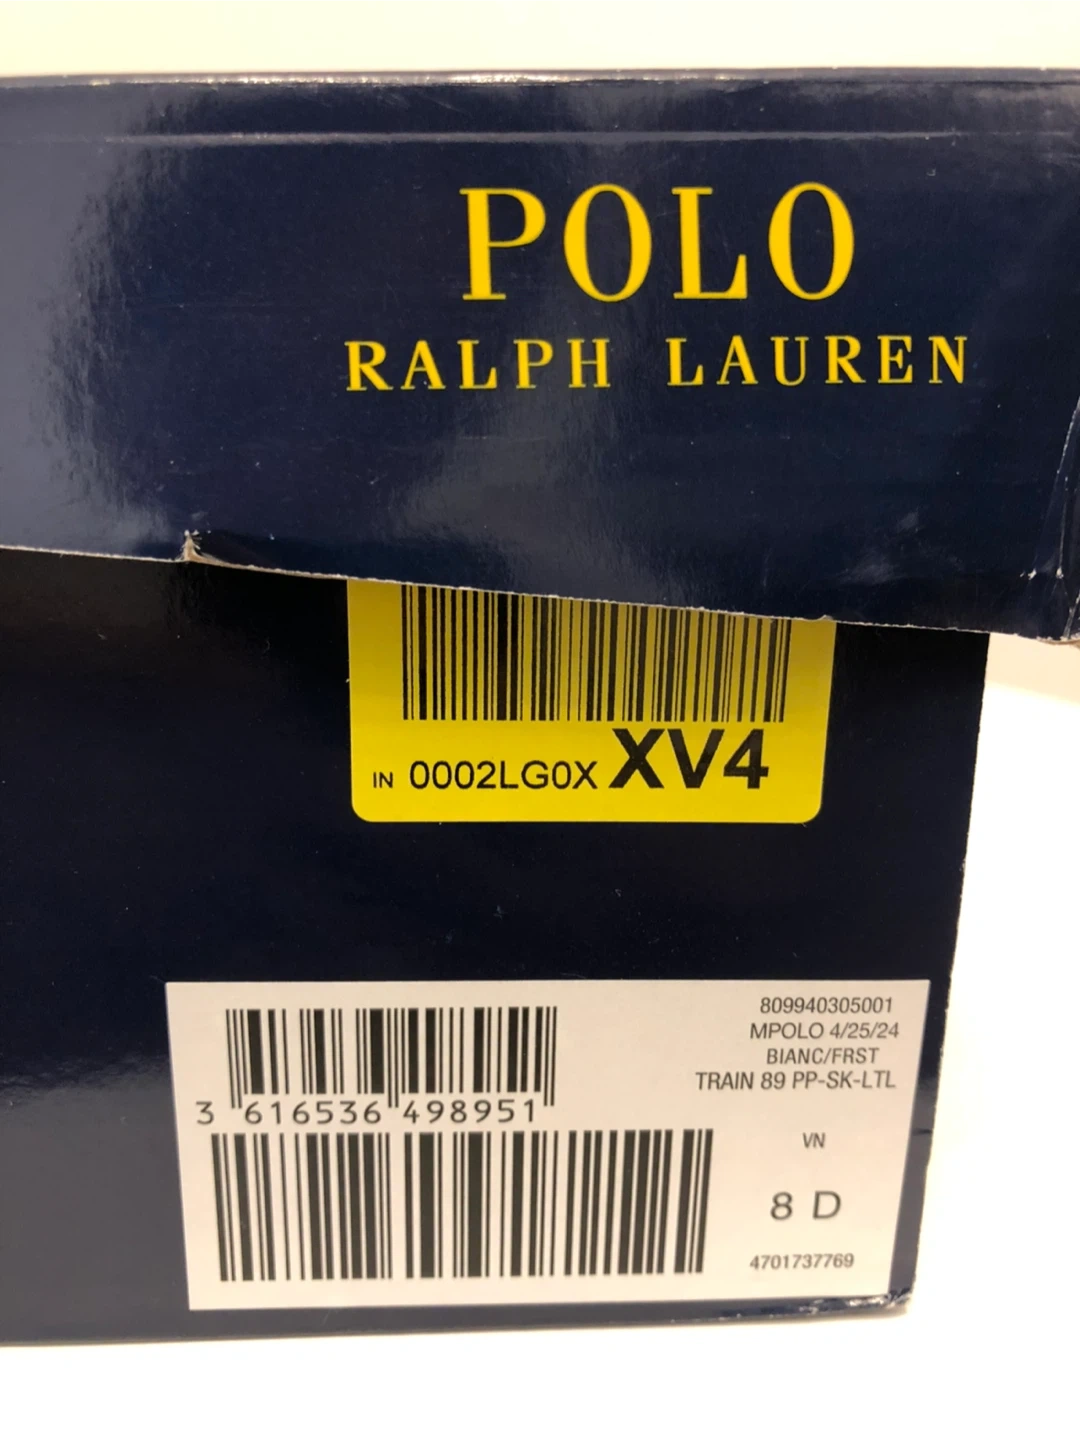 POLO
RALPH LAUREN
IN 0002LG0X XV4
809940305001
MPOLO 4/25/24
BIANC/FRST
TRAIN 89 PP-SK-LTL
3 616536 498951
VN
8 D
4701737769